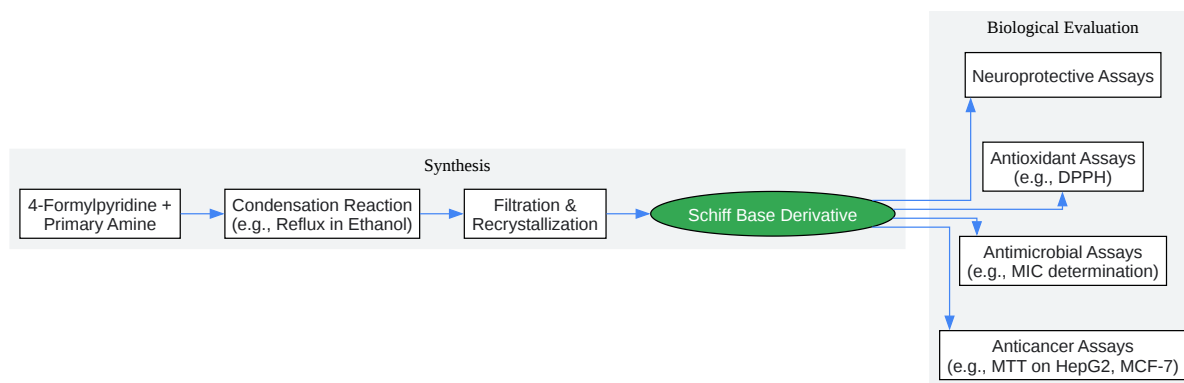 Synthesis
4-Formylpyridine +
Primary Amine
Condensation Reaction
(e.g., Reflux in Ethanol)
Filtration &
Recrystallization
Schiff Base Derivative
Biological Evaluation
Neuroprotective Assays
Antioxidant Assays
(e.g., DPPH)
Antimicrobial Assays
(e.g., MIC determination)
Anticancer Assays
(e.g., MTT on HepG2, MCF-7)